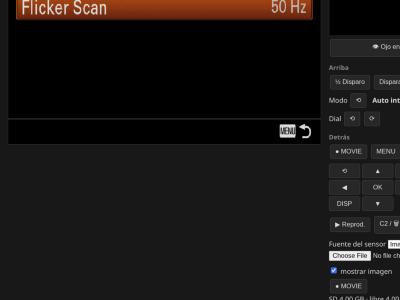 Flicker Scan 50 Hz
MENU
👁 Ojo en
Arriba
½ Disparo
Modo ⟲ Auto int
Dial ⟲ ⟳
Detrás
● MOVIE MENU
⟲ ▲
◀ OK
DISP ▼
▶ Reprod. C2 / 🗑
Fuente del sensor
Choose File No file ch
mostrar imagen
● MOVIE